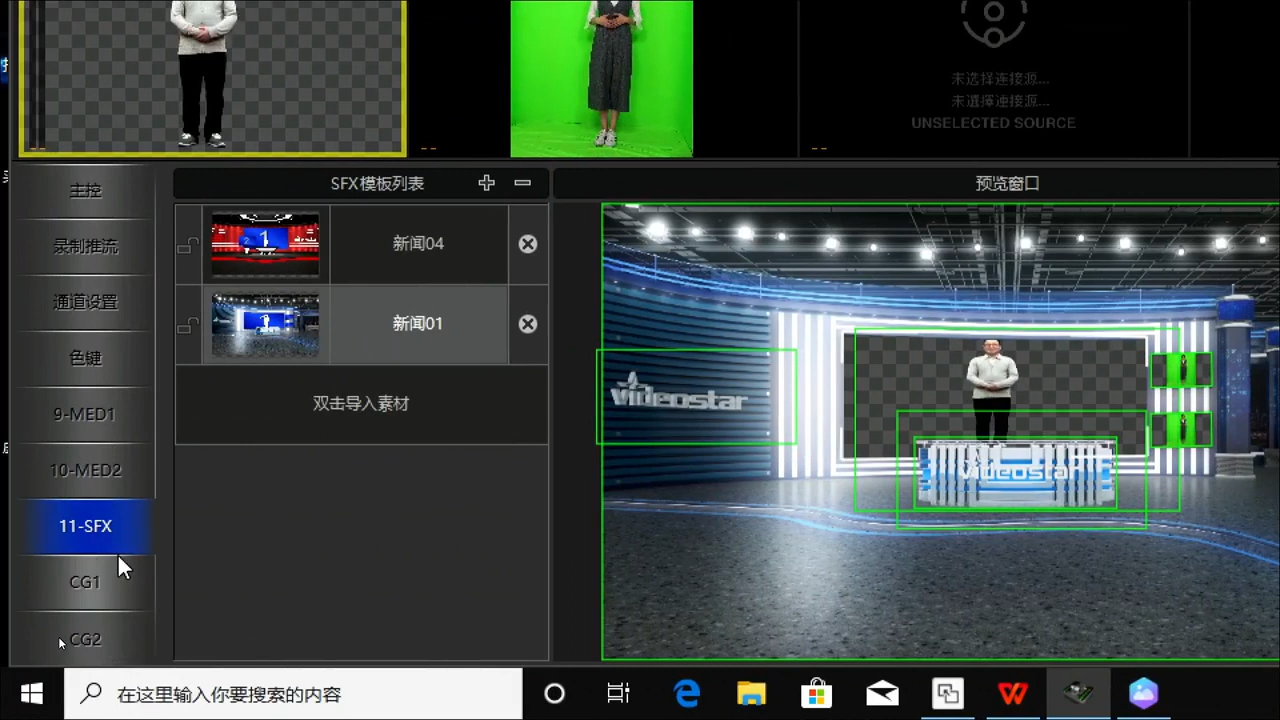 未选择连接源...
未選擇連接源...
UNSELECTED SOURCE
-- 
--
--
主控
录制推流
通道设置
色键
9-MED1
10-MED2
11-SFX
CG1
CG2
SFX模板列表
新闻04
新闻01
双击导入素材
预览窗口
videostar
videostar
在这里输入你要搜索的内容